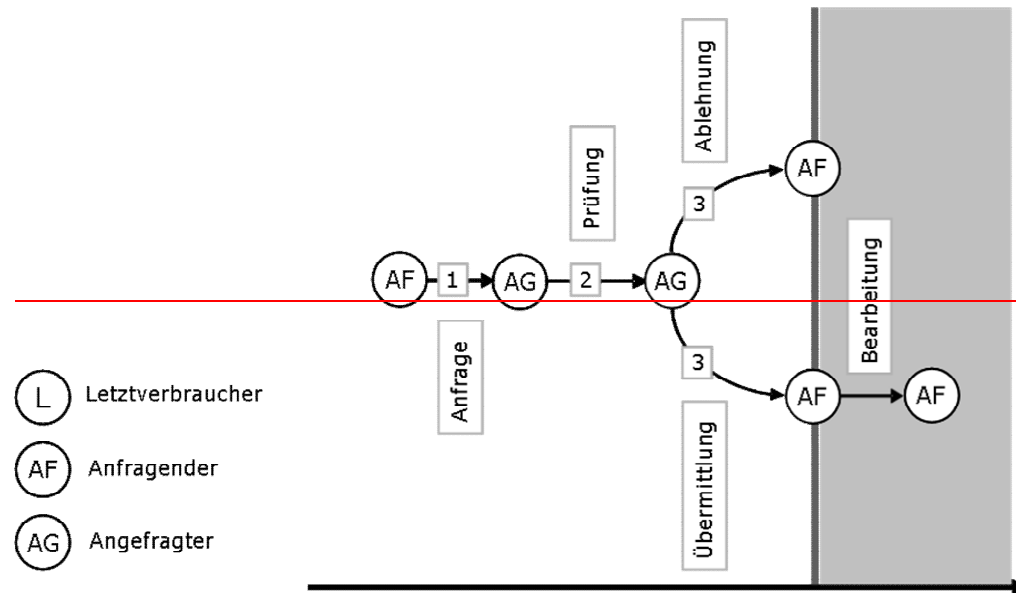 Ablehnung
Prüfung
AF
3
AF
1
AG
2
AG
Bearbeitung
Anfrage
3
L
Letztverbraucher
AF
AF
Übermittlung
AF
Anfragender
AG
Angefragter